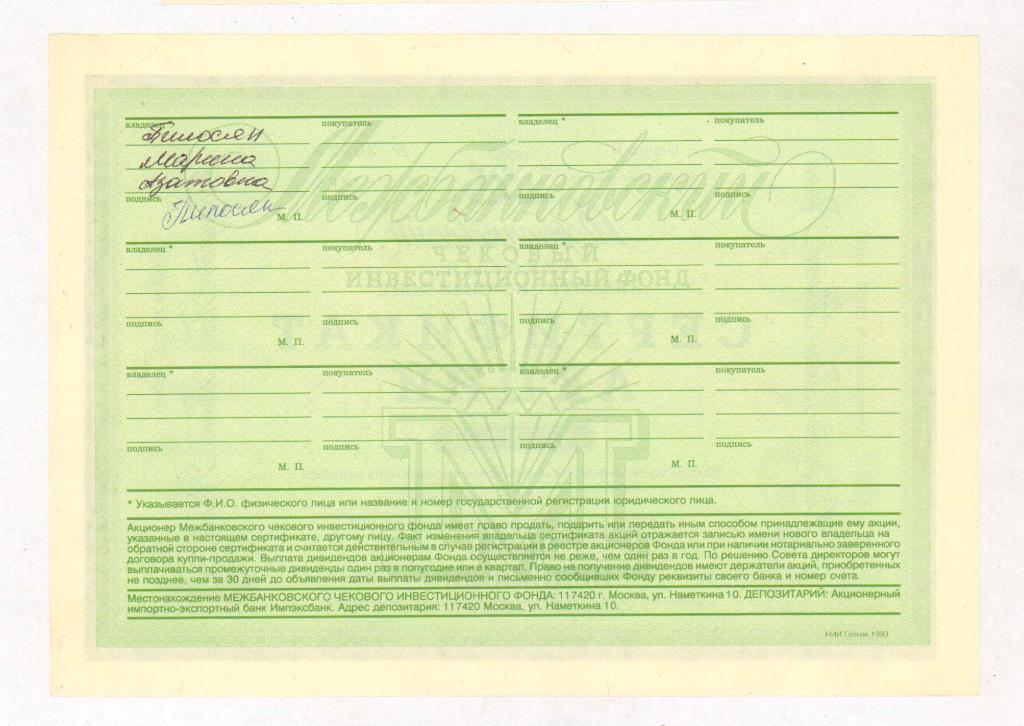 владелец * покупатель владелец * покупатель
Пилосян
Марина
Азатовна
подпись подпись подпись подпись
Пилосян М. П. М. П.
Межбанковский
ЧЕКОВЫЙ
ИНВЕСТИЦИОННЫЙ ФОНД
владелец * покупатель владелец * покупатель
подпись подпись подпись подпись
М. П. М. П.
владелец * покупатель владелец * покупатель
подпись подпись подпись подпись
М. П. М. П.
* Указывается Ф.И.О. физического лица или название и номер государственной регистрации юридического лица.
Акционер Межбанковского чекового инвестиционного фонда имеет право продать, подарить или передать иным способом принадлежащие ему акции,
указанные в настоящем сертификате, другому лицу. Факт изменения владельца сертификата акций отражается записью имени нового владельца на
обратной стороне сертификата и считается действительным в случае регистрации в реестре акционеров Фонда или при наличии нотариально заверенного
договора купли-продажи. Выплата дивидендов акционерам Фонда осуществляется не реже, чем один раз в год. По решению Совета директоров могут
выплачиваться промежуточные дивиденды один раз в полугодие или в квартал. Право на получение дивидендов имеют держатели акций, приобретенных
не позднее, чем за 30 дней до объявления даты выплаты дивидендов и письменно сообщивших Фонду реквизиты своего банка и номер счета.
Местонахождение МЕЖБАНКОВСКОГО ЧЕКОВОГО ИНВЕСТИЦИОННОГО ФОНДА: 117420 г. Москва, ул. Наметкина 10. ДЕПОЗИТАРИЙ: Акционерный
импортно-экспортный банк Импэксбанк. Адрес депозитария: 117420 Москва, ул. Наметкина 10.
НИИ Гознак 1993